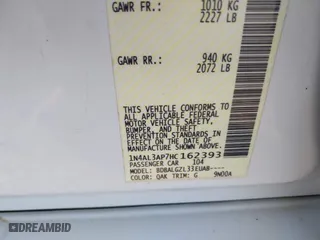 GAWR FR.: 1010 KG
2227 LB
GAWR RR.: 940 KG
2072 LB
THIS VEHICLE CONFORMS TO
ALL APPLICABLE FEDERAL
MOTOR VEHICLE SAFETY,
BUMPER, AND THEFT
PREVENTION STANDARDS
IN EFFECT ON THE DATE
OF MANUFACTURE SHOWN
ABOVE.
1N4AL3AP7HC162393
PASSENGER CAR 104
MODEL: BDBALGZL33EUAB-----
COLOR: QAK TRIM: G 9N00A
DREAMBID